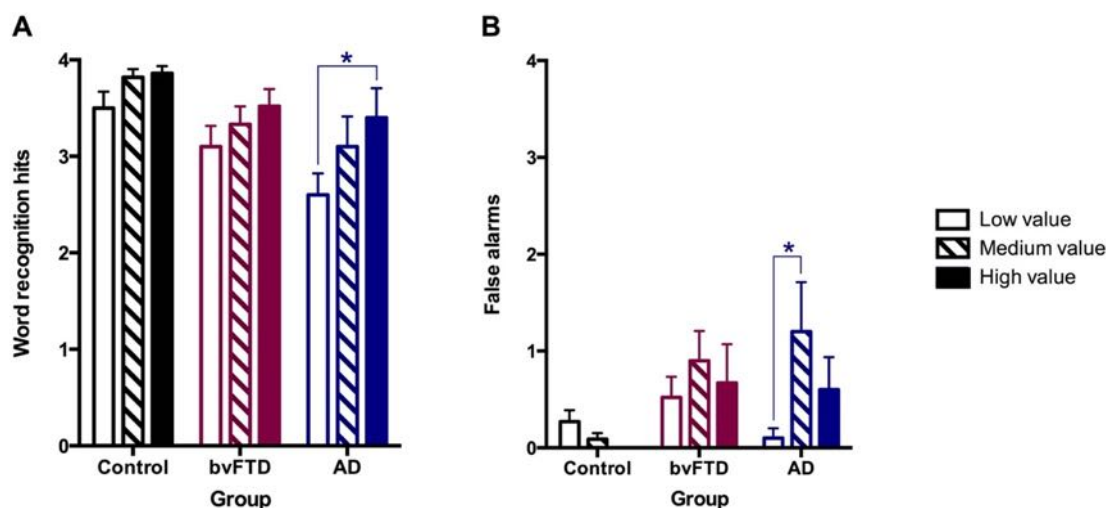 A
Word recognition hits
4
3
2
1
0
*
Control bvFTD AD
Group
B
False alarms
4
3
2
1
0
*
Control bvFTD AD
Group
Low value
Medium value
High value